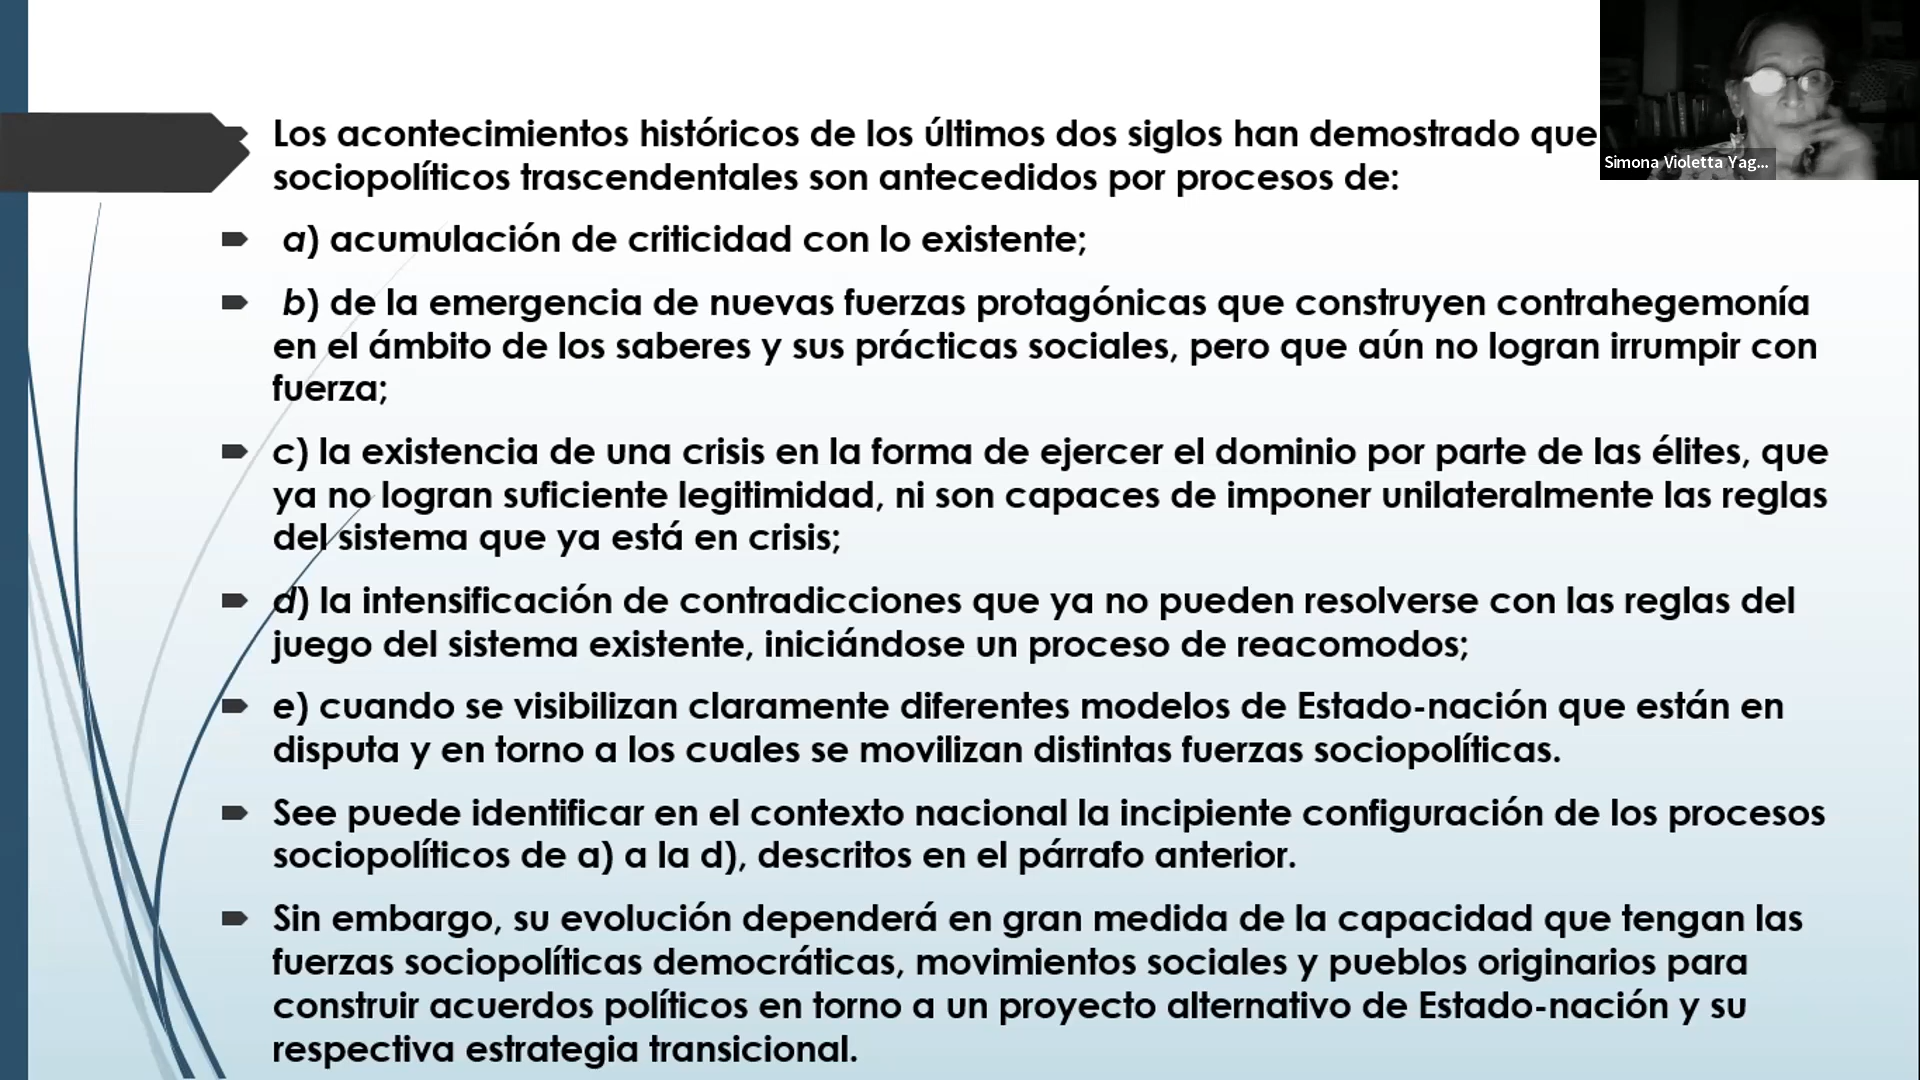 Los acontecimientos históricos de los últimos dos siglos han demostrado que
sociopolíticos trascendentales son antecedidos por procesos de:
a) acumulación de criticidad con lo existente;
b) de la emergencia de nuevas fuerzas protagónicas que construyen contrahegemonía
en el ámbito de los saberes y sus prácticas sociales, pero que aún no logran irrumpir con
fuerza;
c) la existencia de una crisis en la forma de ejercer el dominio por parte de las élites, que
ya no logran suficiente legitimidad, ni son capaces de imponer unilateralmente las reglas
del sistema que ya está en crisis;
d) la intensificación de contradicciones que ya no pueden resolverse con las reglas del
juego del sistema existente, iniciándose un proceso de reacomodos;
e) cuando se visibilizan claramente diferentes modelos de Estado-nación que están en
disputa y en torno a los cuales se movilizan distintas fuerzas sociopolíticas.
See puede identificar en el contexto nacional la incipiente configuración de los procesos
sociopolíticos de a) a la d), descritos en el párrafo anterior.
Sin embargo, su evolución dependerá en gran medida de la capacidad que tengan las
fuerzas sociopolíticas democráticas, movimientos sociales y pueblos originarios para
construir acuerdos políticos en torno a un proyecto alternativo de Estado-nación y su
respectiva estrategia transicional.
Simona Violetta Yag...